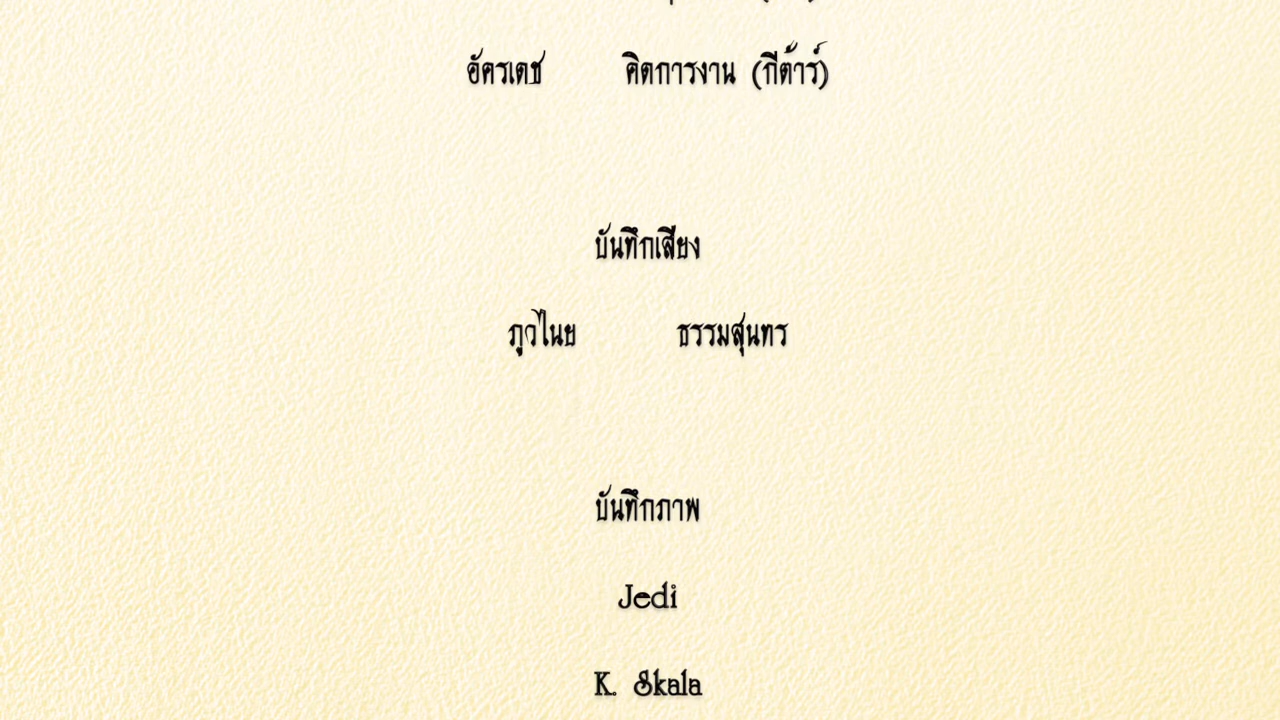 อัครเดช คิดการงาน (กีต้าร์)
บันทึกเสียง
ภูวไนย ธรรมสุนทร
บันทึกภาพ
Jedi
K. Skala